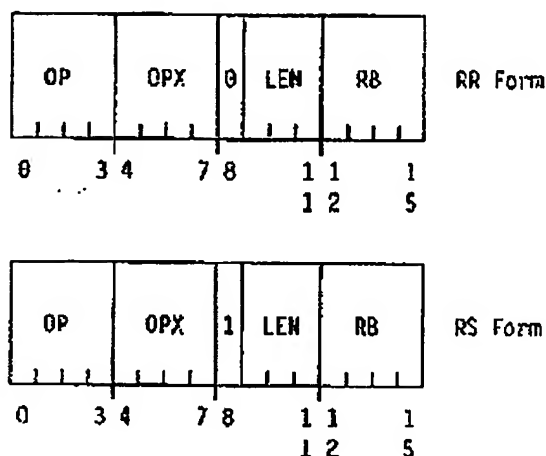 OP OPX 0 LEN RB RR Form
0 3 4 7 8 1 1 1
1 2 5
OP OPX 1 LEN RB RS Form
0 3 4 7 8 1 1 1
1 2 5